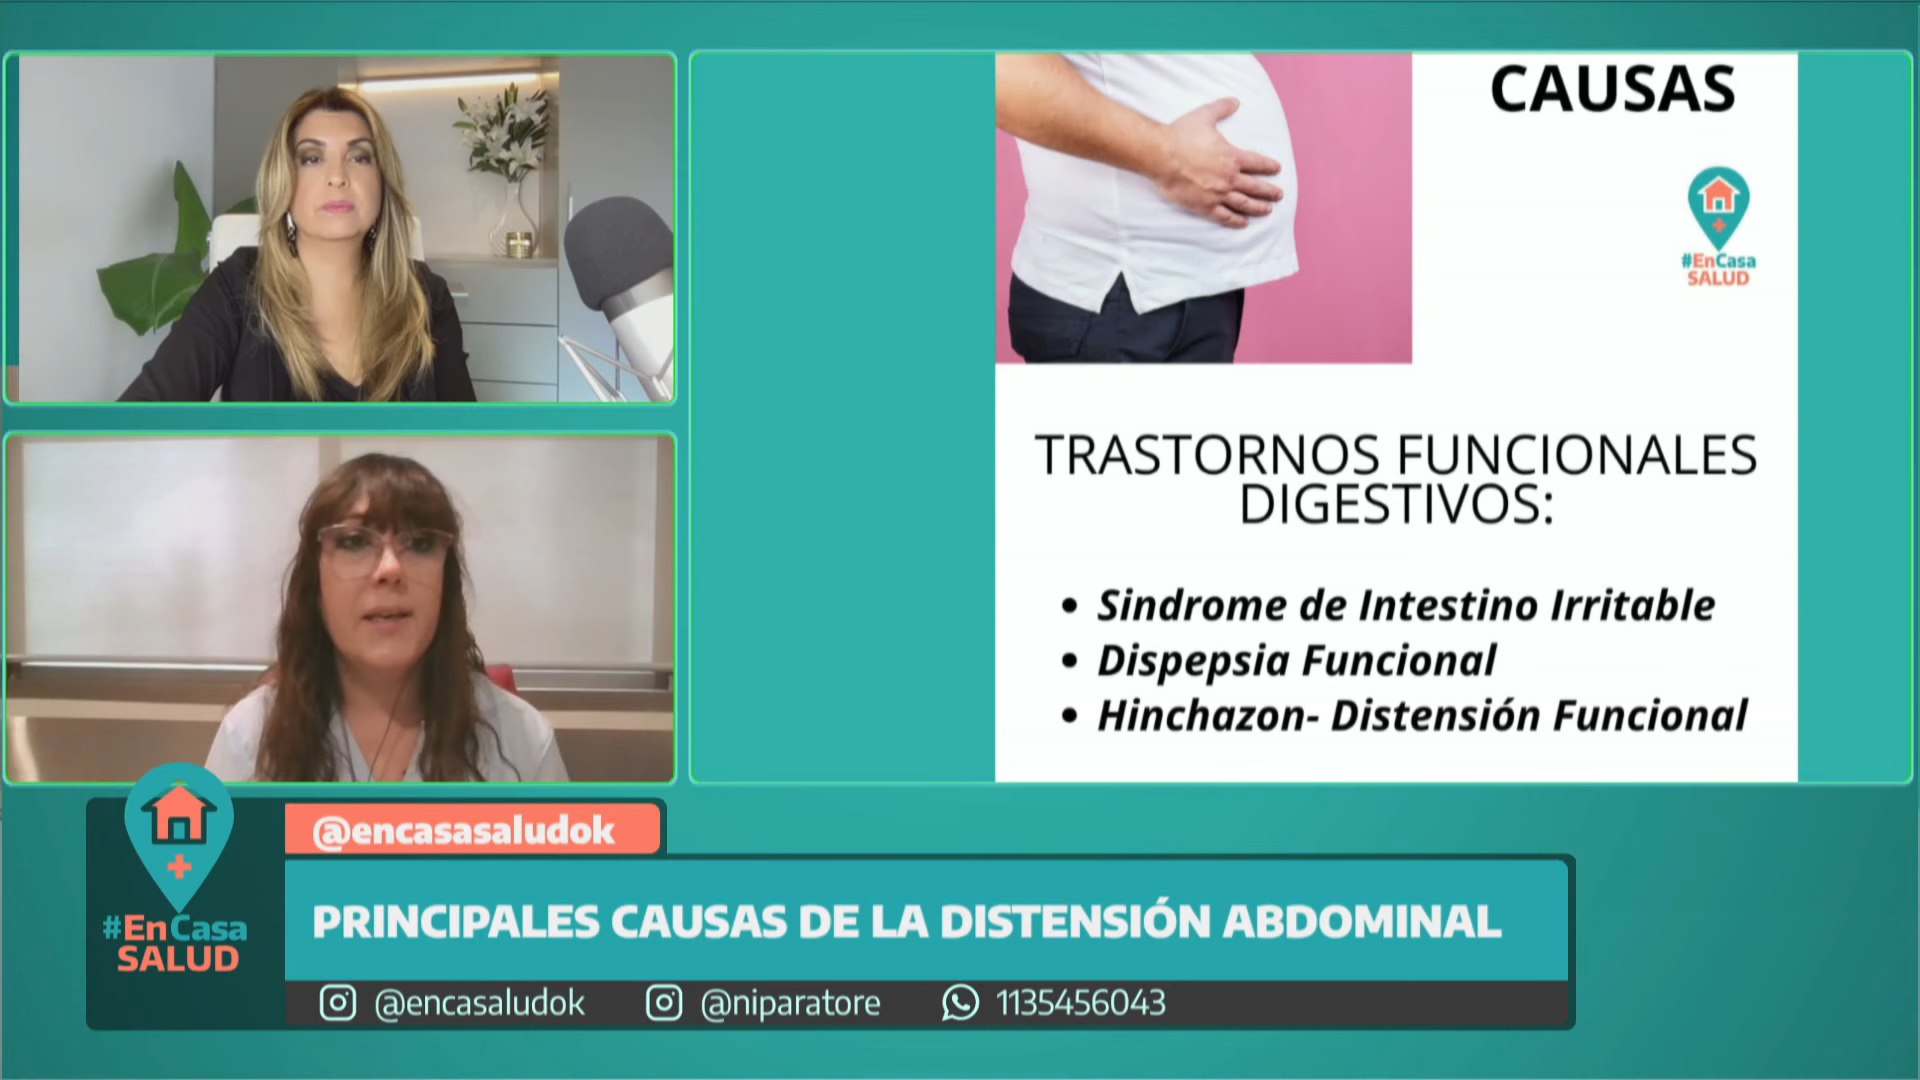 CAUSAS
#EnCasa
SALUD
TRASTORNOS FUNCIONALES
DIGESTIVOS:
• Sindrome de Intestino Irritable
• Dispepsia Funcional
• Hinchazon- Distensión Funcional
@encasasaludok
PRINCIPALES CAUSAS DE LA DISTENSIÓN ABDOMINAL
#EnCasa
SALUD
@encasaludok @niparatore 1135456043